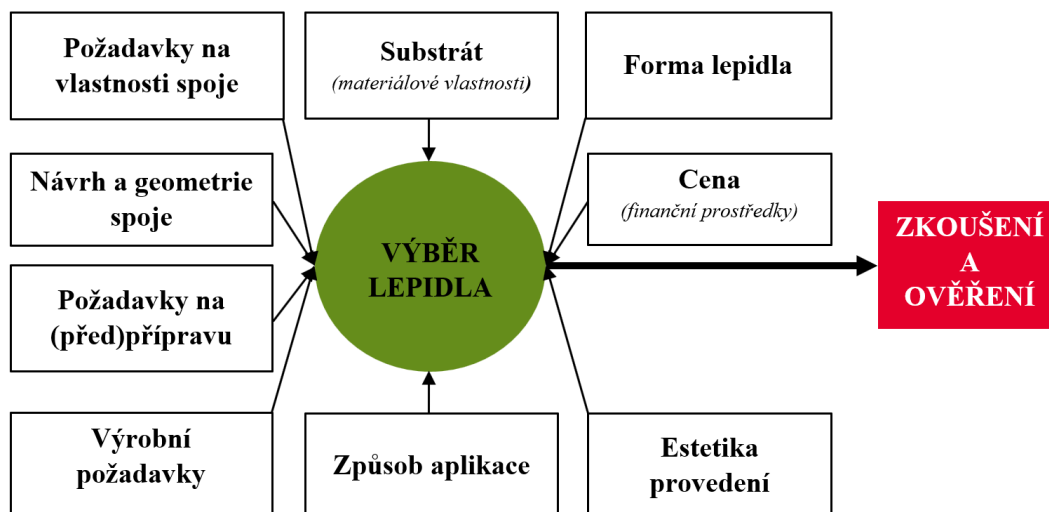 Požadavky na
vlastnosti spoje
Substrát
(materiálové vlastnosti)
Forma lepidla
Návrh a geometrie
spoje
Cena
(finanční prostředky)
VÝBĚR
LEPIDLA
ZKOUŠENÍ
A
OVĚŘENÍ
Požadavky na
(před)přípravu
Výrobní
požadavky
Způsob aplikace
Estetika
provedení